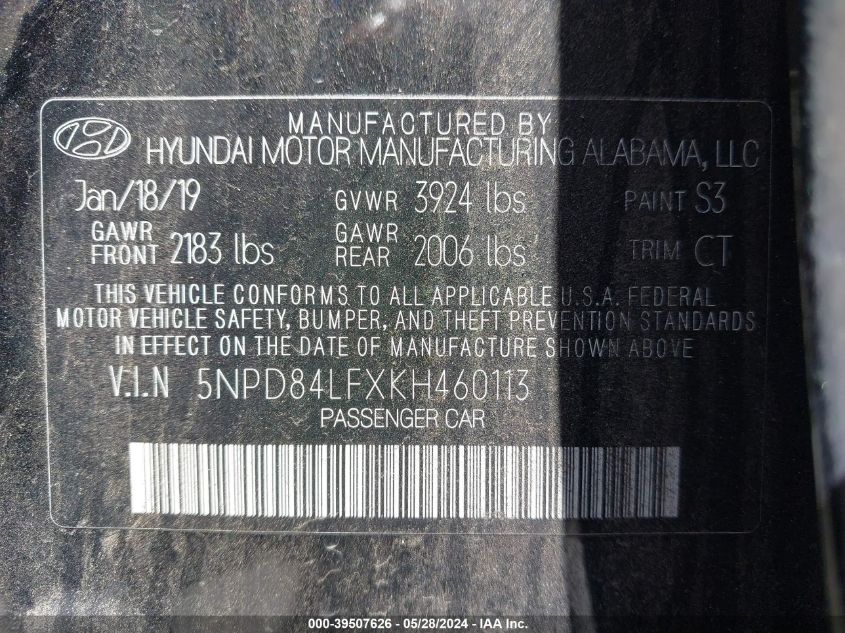 MANUFACTURED BY
HYUNDAI MOTOR MANUFACTURING ALABAMA, LLC
Jan/18/19 GVWR 3924 lbs PAINT S3
GAWR FRONT 2183 lbs GAWR REAR 2006 lbs TRIM CT
THIS VEHICLE CONFORMS TO ALL APPLICABLE U.S.A. FEDERAL
MOTOR VEHICLE SAFETY, BUMPER, AND THEFT PREVENTION STANDARDS
IN EFFECT ON THE DATE OF MANUFACTURE SHOWN ABOVE
V.I.N 5NPD84LFXKH460113
PASSENGER CAR
000-39507626 - 05/28/2024 - IAA Inc.